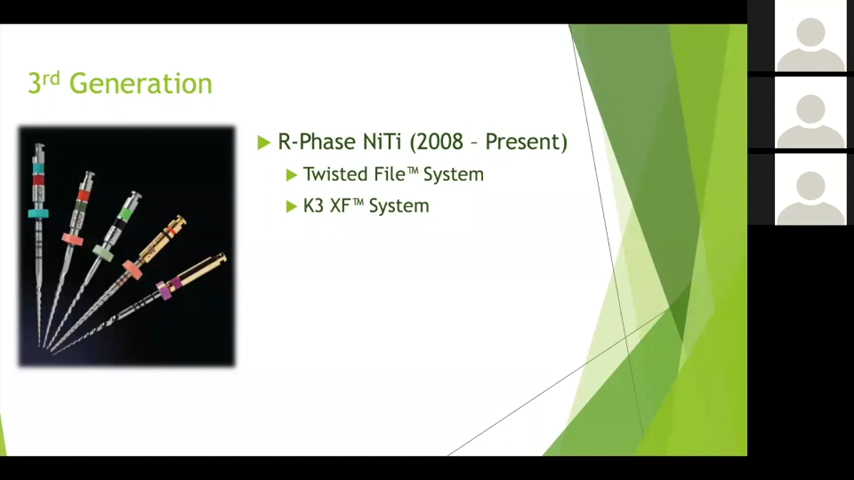 3rd Generation
R-Phase NiTi (2008 – Present)
Twisted File™ System
K3 XF™ System